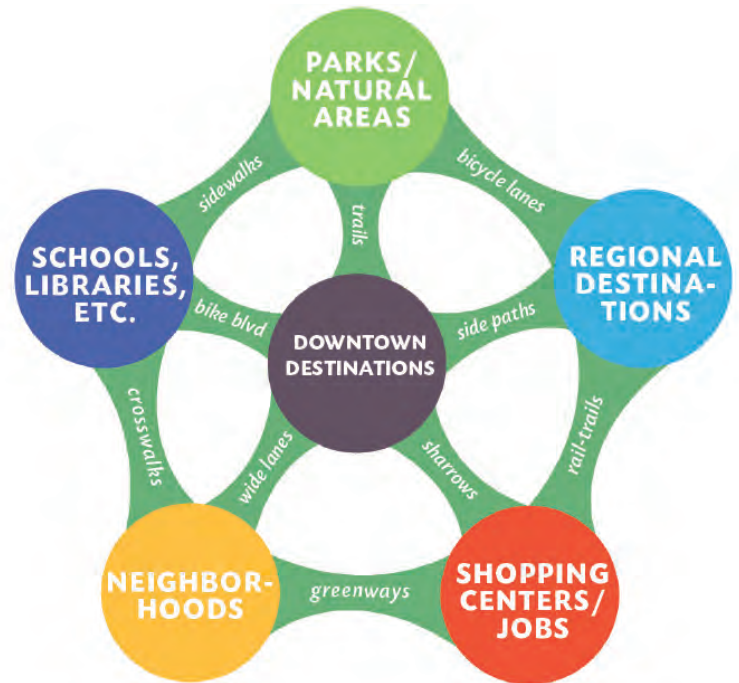 PARKS/
NATURAL
AREAS
sidewalks
bicycle lanes
trails
SCHOOLS,
LIBRARIES,
ETC.
REGIONAL
DESTINA-
TIONS
bike blvd
side paths
DOWNTOWN
DESTINATIONS
crosswalks
wide lanes
sharrows
rail-trails
NEIGHBOR-
HOODS
greenways
SHOPPING
CENTERS/
JOBS